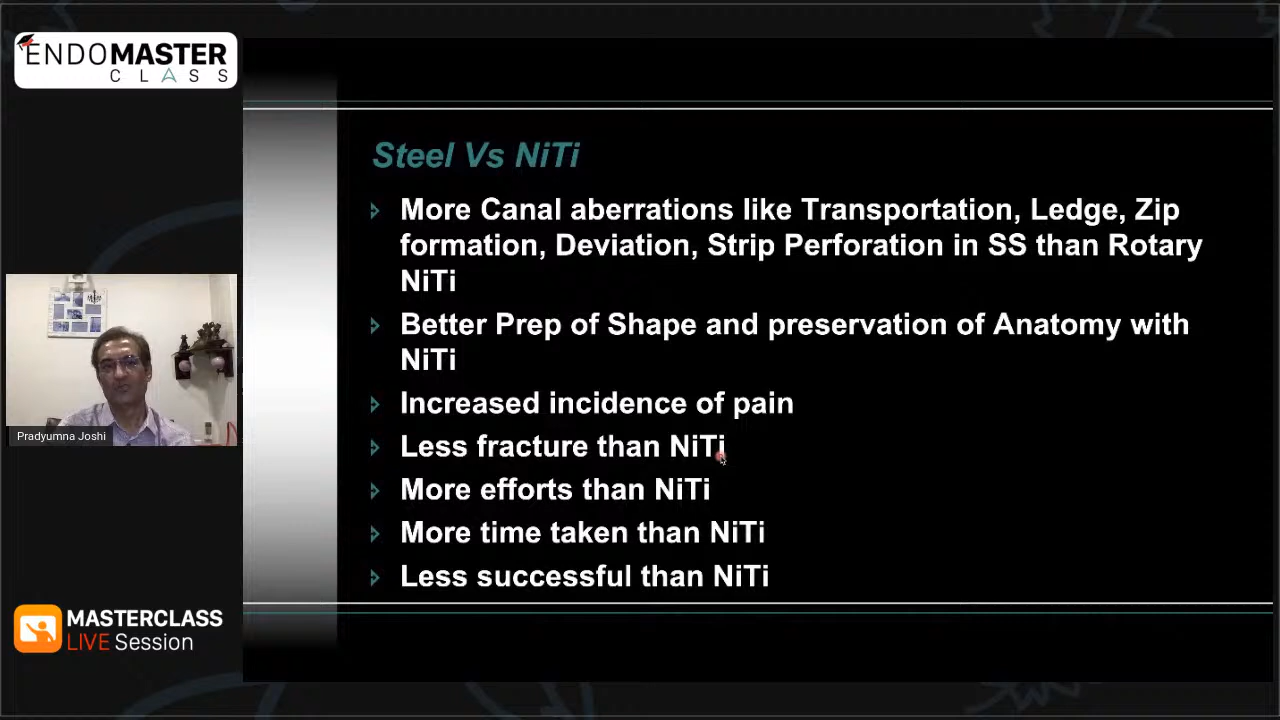 ENDOMASTER
CLASS
Steel Vs NiTi
More Canal aberrations like Transportation, Ledge, Zip
formation, Deviation, Strip Perforation in SS than Rotary
NiTi
Better Prep of Shape and preservation of Anatomy with
NiTi
Increased incidence of pain
Less fracture than NiTi
More efforts than NiTi
More time taken than NiTi
Less successful than NiTi
Pradyumna Joshi
MASTERCLASS
LIVE Session